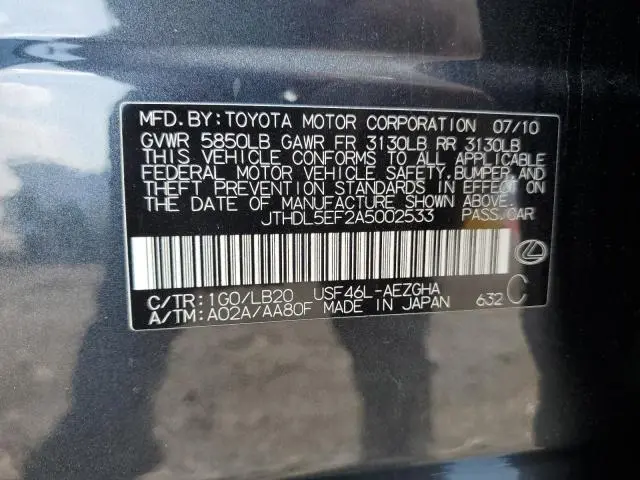 MFD. BY: TOYOTA MOTOR CORPORATION 07/10
GVWR 5850LB GAWR FR 3130LB RR 3130LB
THIS VEHICLE CONFORMS TO ALL APPLICABLE
FEDERAL MOTOR VEHICLE SAFETY, BUMPER, AND
THEFT PREVENTION STANDARDS IN EFFECT ON
THE DATE OF MANUFACTURE SHOWN ABOVE.
JTHDL5EF2A5002533 PASS.CAR
C/TR: 1G0/LB20 USF46L-AEZGHA
A/TM: A02A/AA80F MADE IN JAPAN 632 C